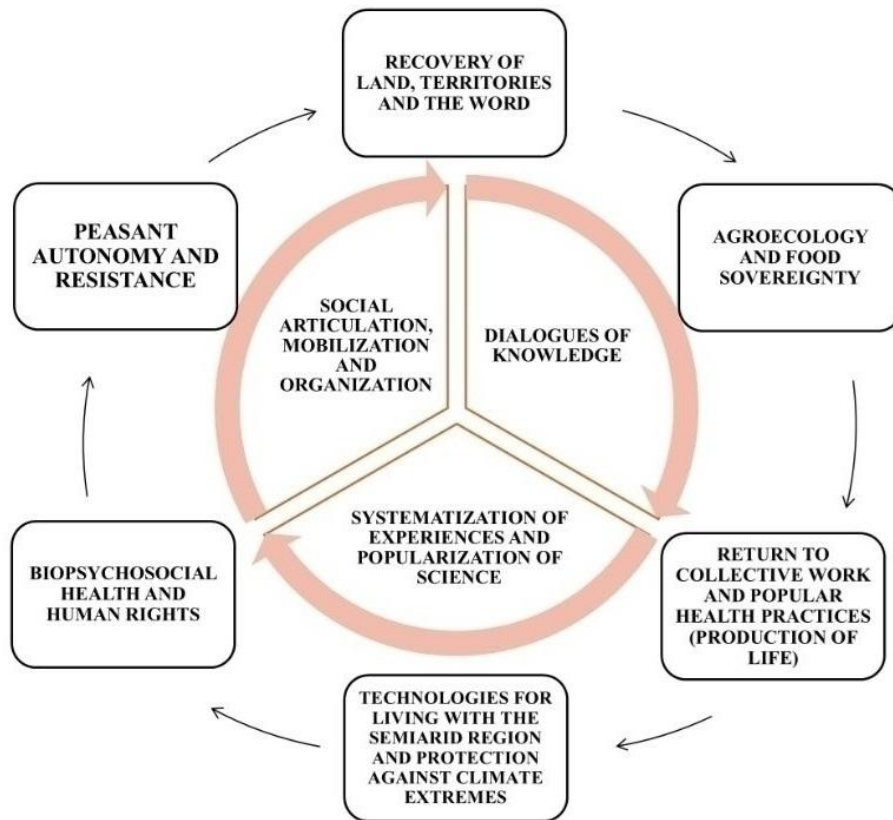 RECOVERY OF
LAND, TERRITORIES
AND THE WORD
AGROECOLOGY
AND FOOD
SOVEREIGNTY
RETURN TO
COLLECTIVE WORK
AND POPULAR
HEALTH PRACTICES
(PRODUCTION OF
LIFE)
TECHNOLOGIES FOR
LIVING WITH THE
SEMIARID REGION
AND PROTECTION
AGAINST CLIMATE
EXTREMES
BIOPSYCHOSOCIAL
HEALTH AND
HUMAN RIGHTS
PEASANT
AUTONOMY AND
RESISTANCE
SOCIAL
ARTICULATION,
MOBILIZATION
AND
ORGANIZATION
DIALOGUES OF
KNOWLEDGE
SYSTEMATIZATION OF
EXPERIENCES AND
POPULARIZATION OF
SCIENCE